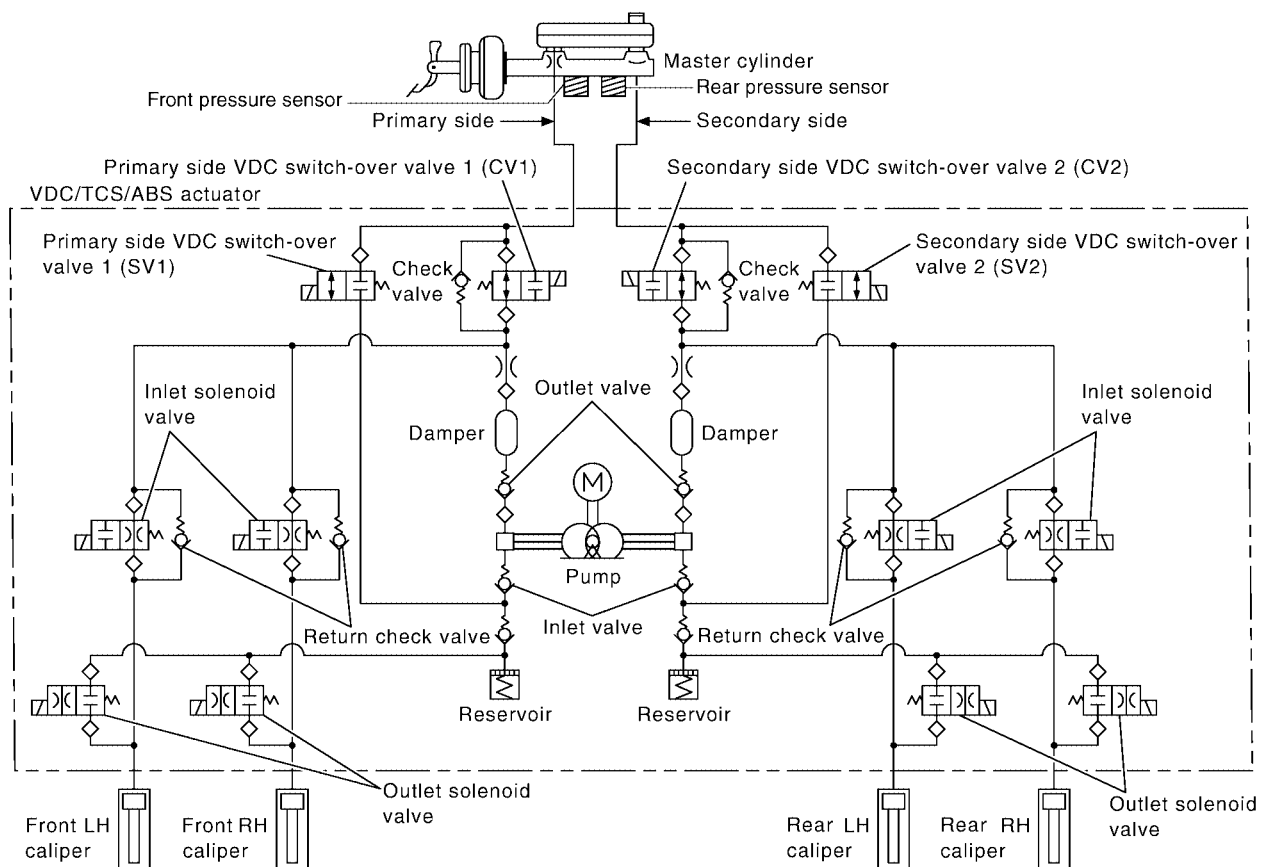 Master cylinder
Front pressure sensor
Rear pressure sensor
Primary side
Secondary side
Primary side VDC switch-over valve 1 (CV1)
Secondary side VDC switch-over valve 2 (CV2)
VDC/TCS/ABS actuator
Primary side VDC switch-over
valve 1 (SV1)
Check
valve
Check
valve
Secondary side VDC switch-over
valve 2 (SV2)
Inlet solenoid
valve
Outlet valve
Inlet solenoid
valve
Damper
Damper
M
Pump
Return check valve
Inlet valve
Return check valve
Reservoir
Reservoir
Outlet solenoid
valve
Outlet solenoid
valve
Front LH
caliper
Front RH
caliper
Rear LH
caliper
Rear RH
caliper